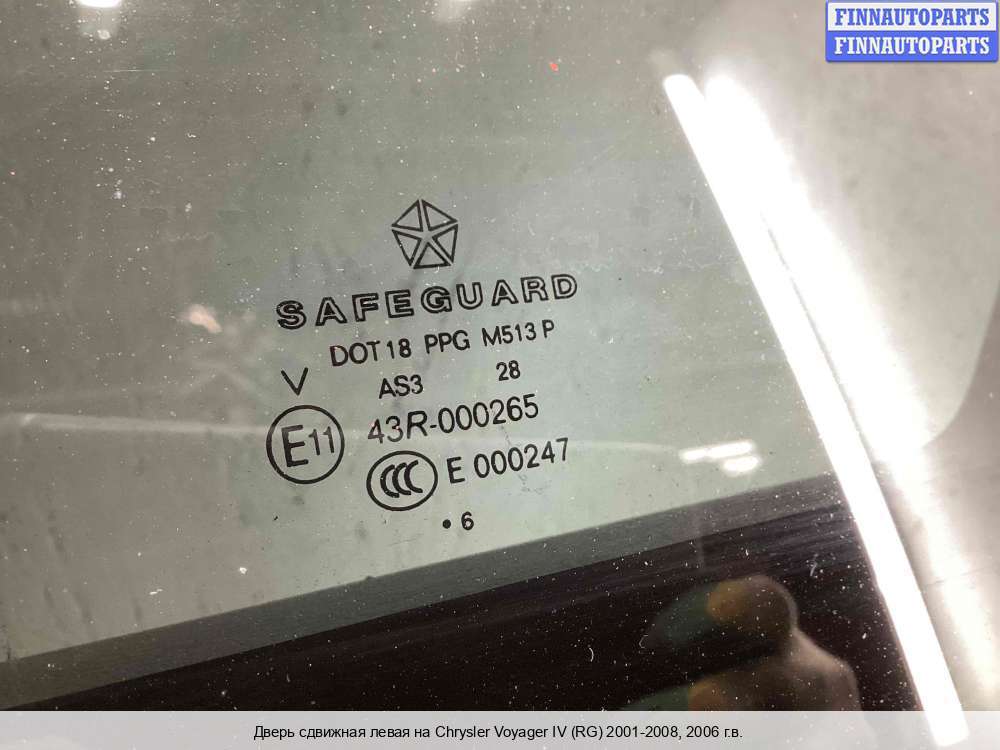 FINNAUTOPARTS
FINNAUTOPARTS
SAFEGUARD
DOT 18 PPG M513 P
V AS3 28
E11 43R-000265
CCC E 000247
• 6
Дверь сдвижная левая на Chrysler Voyager IV (RG) 2001-2008, 2006 г.в.